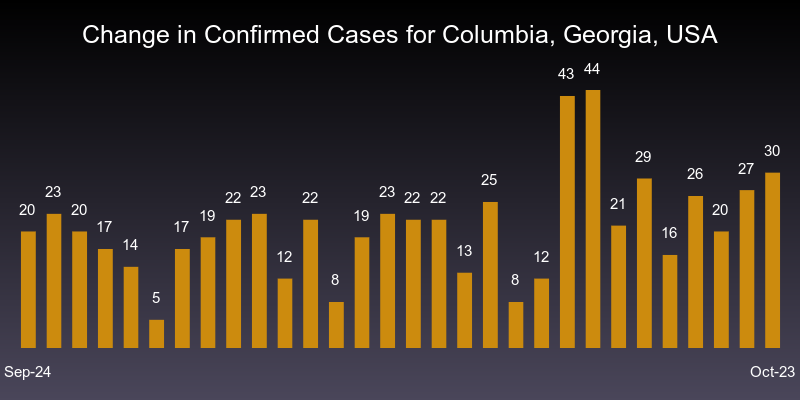 Change in Confirmed Cases for Columbia, Georgia, USA
20 23 20 17 14 5 17 19 22 23 12 22 8 19 23 22 22 13 25 8 12 43 44 21 29 16 26 20 27 30
Sep-24 Oct-23